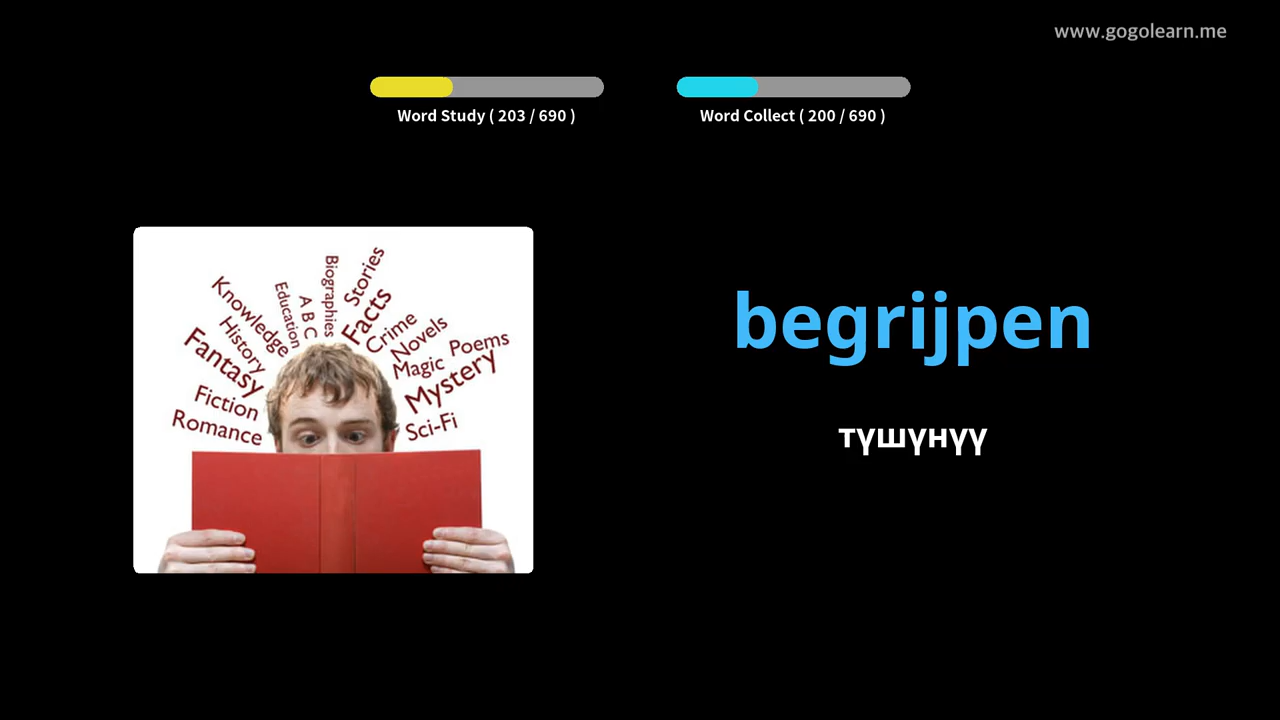 www.gogolearn.me
Word Study ( 203 / 690 )
Word Collect ( 200 / 690 )
Knowledge
History
Fantasy
Fiction
Romance
Education
A B C
Biographies
Stories
Facts
Crime
Novels
Magic
Poems
Mystery
Sci-Fi
begrijpen
түшүнүү